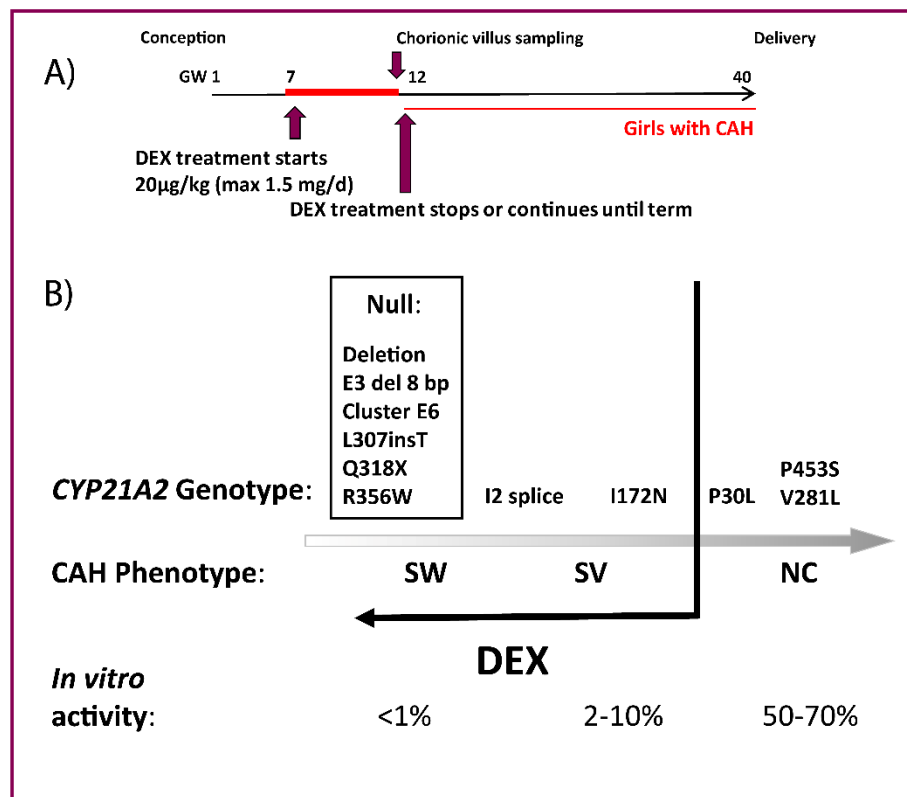 Conception Chorionic villus sampling Delivery
A)
GW 1 7 12 40
Girls with CAH
DEX treatment starts
20µg/kg (max 1.5 mg/d)
DEX treatment stops or continues until term
B)
Null:
Deletion
E3 del 8 bp
Cluster E6
L307insT
Q318X
R356W
CYP21A2 Genotype: I2 splice I172N P30L P453S
V281L
CAH Phenotype: SW SV NC
DEX
In vitro
activity: <1% 2-10% 50-70%